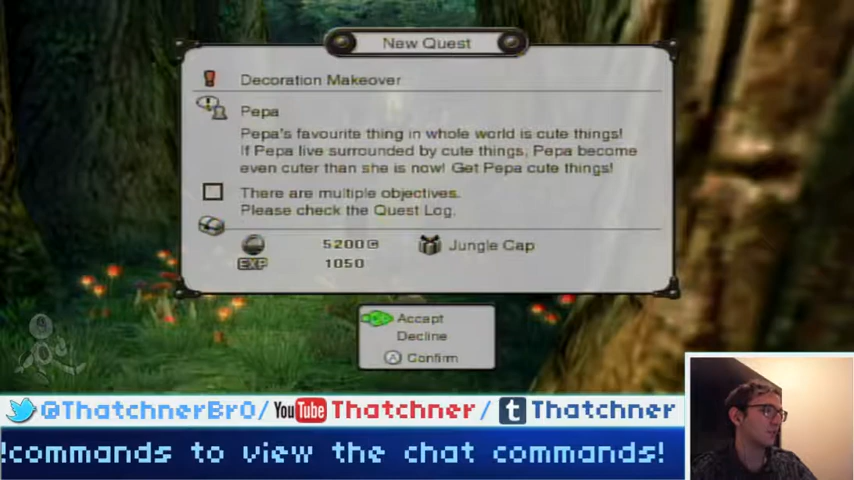 New Quest
Decoration Makeover
Pepa
Pepa's favourite thing in whole world is cute things!
If Pepa live surrounded by cute things, Pepa become
even cuter than she is now! Get Pepa cute things!
There are multiple objectives.
Please check the Quest Log.
5200G Jungle Cap
EXP 1050
Accept
Decline
A Confirm
@ThatchnerBr0/ YouTube Thatchner/ t Thatchner
!commands to view the chat commands!